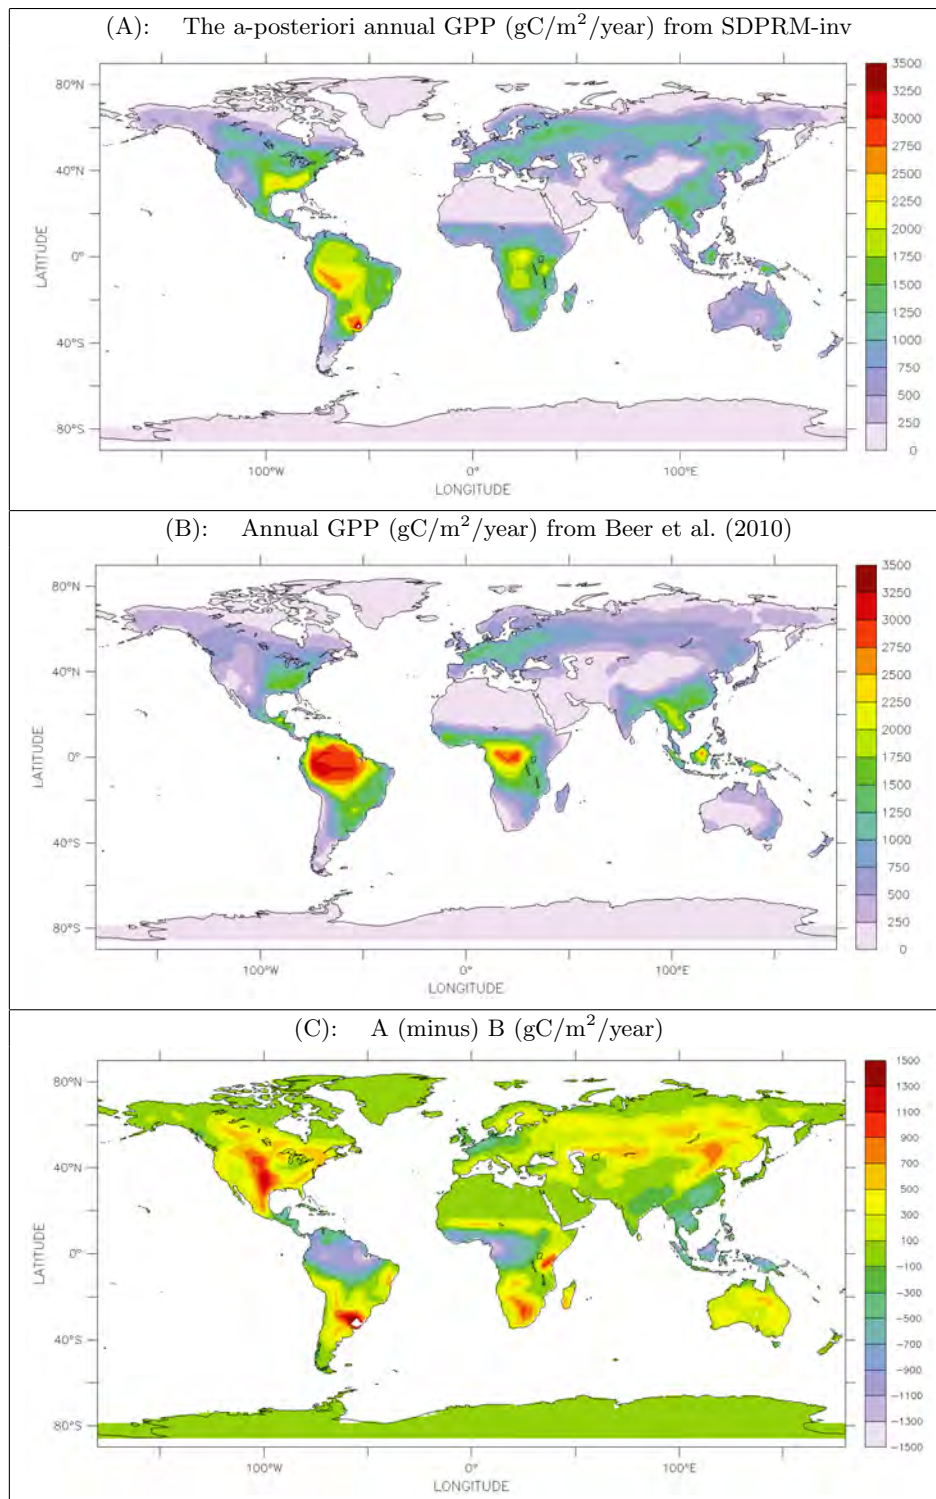 (A): The a-posteriori annual GPP (gC/m²/year) from SDPRM-inv
80°N
40°N
0°
40°S
80°S
LATITUDE
100°W
0°
100°E
LONGITUDE
3500
3250
3000
2750
2500
2250
2000
1750
1500
1250
1000
750
500
250
0
(B): Annual GPP (gC/m²/year) from Beer et al. (2010)
80°N
40°N
0°
40°S
80°S
LATITUDE
100°W
0°
100°E
LONGITUDE
3500
3250
3000
2750
2500
2250
2000
1750
1500
1250
1000
750
500
250
0
(C): A (minus) B (gC/m²/year)
80°N
40°N
0°
40°S
80°S
LATITUDE
100°W
0°
100°E
LONGITUDE
1500
1300
1100
900
700
500
300
100
−100
−300
−500
−700
−900
−1100
−1300
−1500